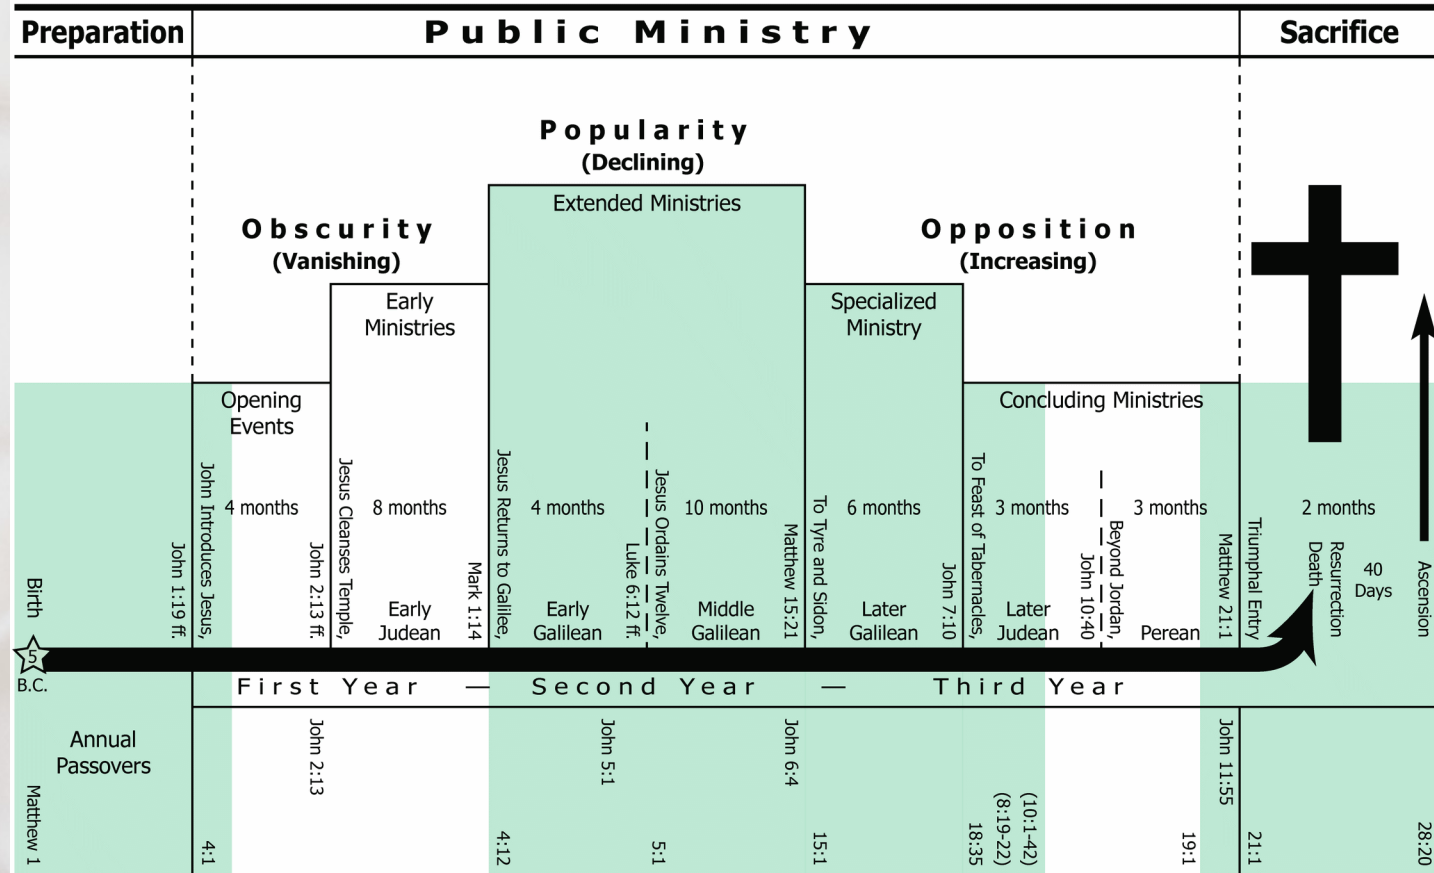 Preparation
Public Ministry
Sacrifice
Popularity
(Declining)
Extended Ministries
Obscurity
(Vanishing)
Opposition
(Increasing)
Early
Ministries
Specialized
Ministry
Opening
Events
Concluding Ministries
4 months
8 months
4 months
10 months
6 months
3 months
3 months
2 months
Birth
John 1:19 ff.
John Introduces Jesus,
John 2:13 ff.
Jesus Cleanses Temple,
Early
Judean
Mark 1:14
Jesus Returns to Galilee,
Early
Galilean
Luke 6:12 ff.
Jesus Ordains Twelve,
Middle
Galilean
Matthew 15:21
To Tyre and Sidon,
Later
Galilean
John 7:10
To Feast of Tabernacles,
Later
Judean
John 10:40
Beyond Jordan,
Perean
Matthew 21:1
Triumphal Entry
Death
Resurrection
40
Days
Ascension
5
B.C.
First Year — Second Year — Third Year
Annual
Passovers
John 2:13
John 5:1
John 6:4
John 11:55
Matthew 1
4:1
4:12
5:1
15:1
18:35
(8:19-22)
(10:1-42)
19:1
21:1
28:20